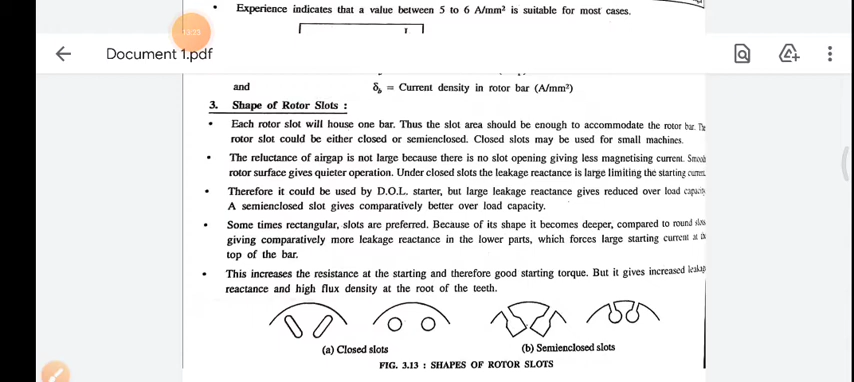 • Experience indicates that a value between 5 to 6 A/mm² is suitable for most cases.
Document 1.pdf
and δb = Current density in rotor bar (A/mm²)
3. Shape of Rotor Slots :
• Each rotor slot will house one bar. Thus the slot area should be enough to accommodate the rotor bar. The
rotor slot could be either closed or semienclosed. Closed slots may be used for small machines.
• The reluctance of airgap is not large because there is no slot opening giving less magnetising current. Smooth
rotor surface gives quieter operation. Under closed slots the leakage reactance is large limiting the starting current.
• Therefore it could be used by D.O.L. starter, but large leakage reactance gives reduced over load capacity.
A semienclosed slot gives comparatively better over load capacity.
• Some times rectangular, slots are preferred. Because of its shape it becomes deeper, compared to round slots
giving comparatively more leakage reactance in the lower parts, which forces large starting current at the
top of the bar.
• This increases the resistance at the starting and therefore good starting torque. But it gives increased leakage
reactance and high flux density at the root of the teeth.
(a) Closed slots
(b) Semienclosed slots
FIG. 3.13 : SHAPES OF ROTOR SLOTS